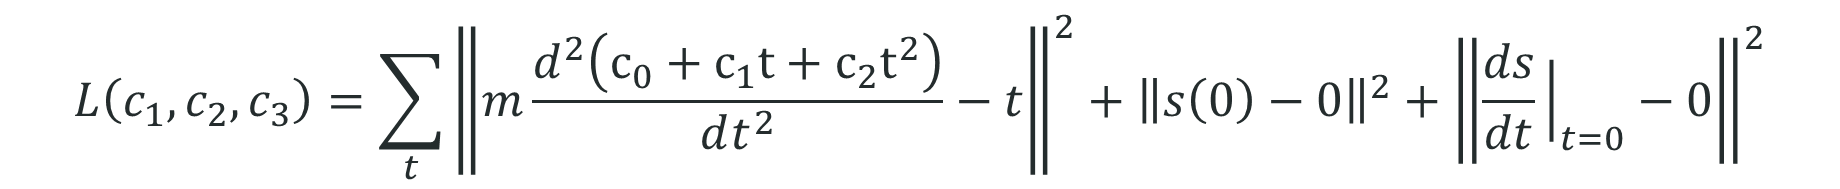 L(c₁, c₂, c₃) = ∑ₜ ‖m d²(c₀ + c₁t + c₂t²)/dt² − t‖² + ‖s(0) − 0‖² + ‖ds/dt |ₜ₌₀ − 0‖²